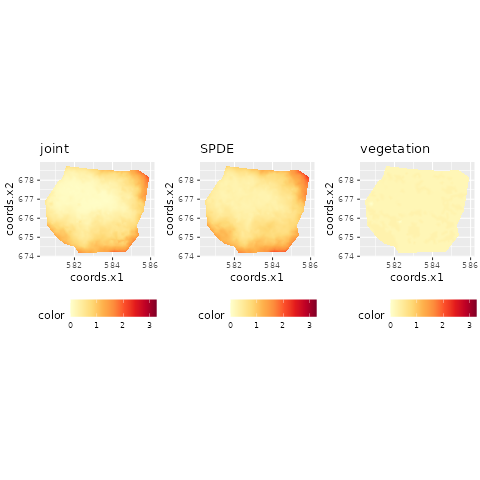 joint SPDE vegetation
coords.x2 678 677 676 675 674 coords.x2 678 677 676 675 674 coords.x2 678 677 676 675 674
582 584 586 582 584 586 582 584 586
coords.x1 coords.x1 coords.x1
color color color
0 1 2 3 0 1 2 3 0 1 2 3